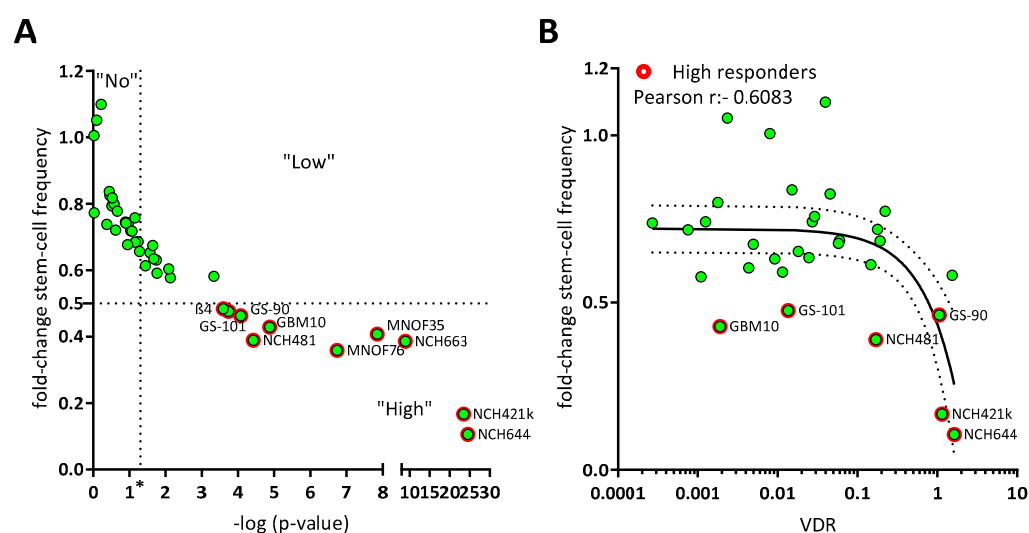 A
fold-change stem-cell frequency
1.2
1.0
0.8
0.6
0.5
0.4
0.2
0.0
"No"
"Low"
"High"
ß4
GS-90
GS-101
GBM10
NCH481
MNOF35
MNOF76
NCH663
NCH421k
NCH644
0 1 * 2 3 4 5 6 7 8 10 15 20 25 30
-log (p-value)
B
fold-change stem-cell frequency
1.5
1.0
0.5
0.0
High responders
Pearson r:- 0.6083
GS-101
GS-90
GBM10
NCH481
NCH421k
NCH644
0.0001 0.001 0.01 0.1 1 10
VDR